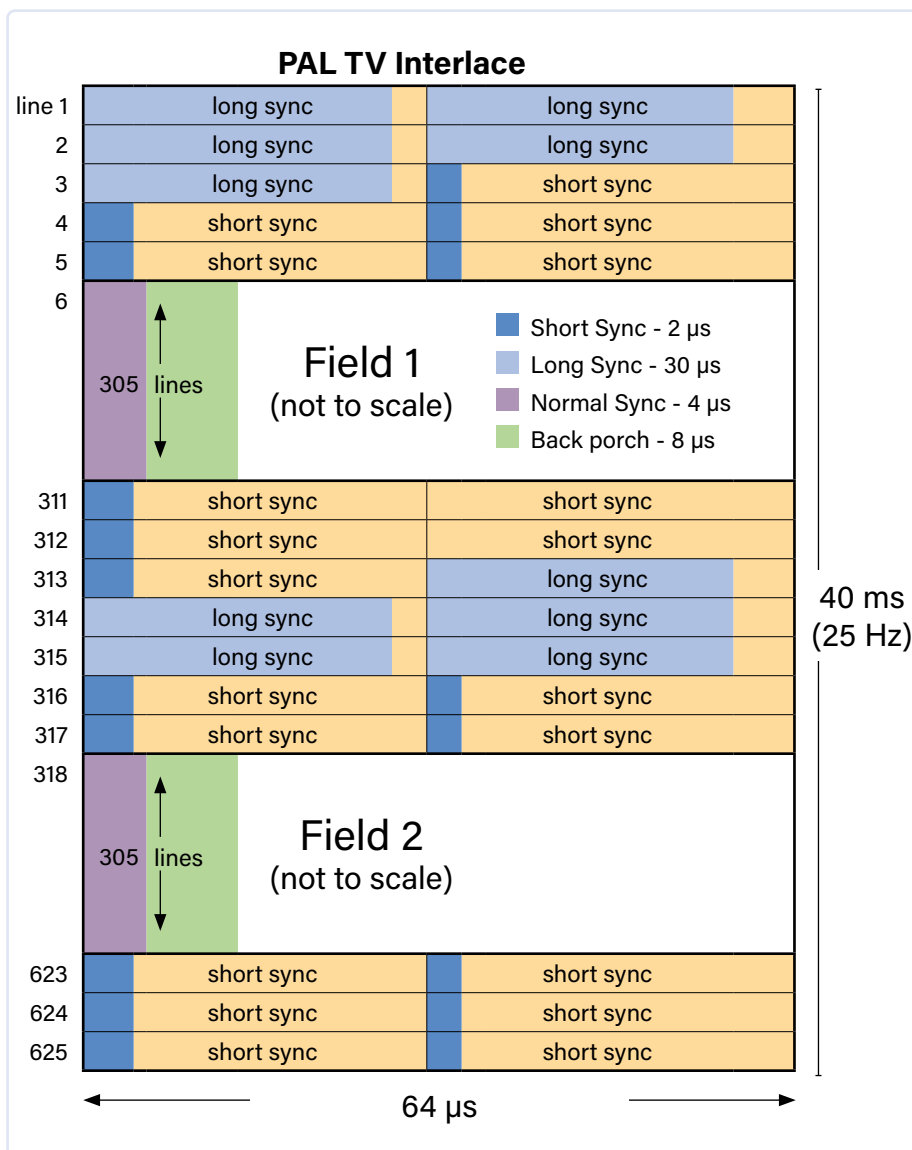 PAL TV Interlace
line 1 long sync long sync
2 long sync long sync
3 long sync short sync
4 short sync short sync
5 short sync short sync
6
Field 1
(not to scale)
305 lines
Short Sync - 2 µs
Long Sync - 30 µs
Normal Sync - 4 µs
Back porch - 8 µs
311 short sync short sync
312 short sync short sync
313 short sync long sync
314 long sync long sync
315 long sync long sync
316 short sync short sync
317 short sync short sync
40 ms
(25 Hz)
318
Field 2
(not to scale)
305 lines
623 short sync short sync
624 short sync short sync
625 short sync short sync
64 µs